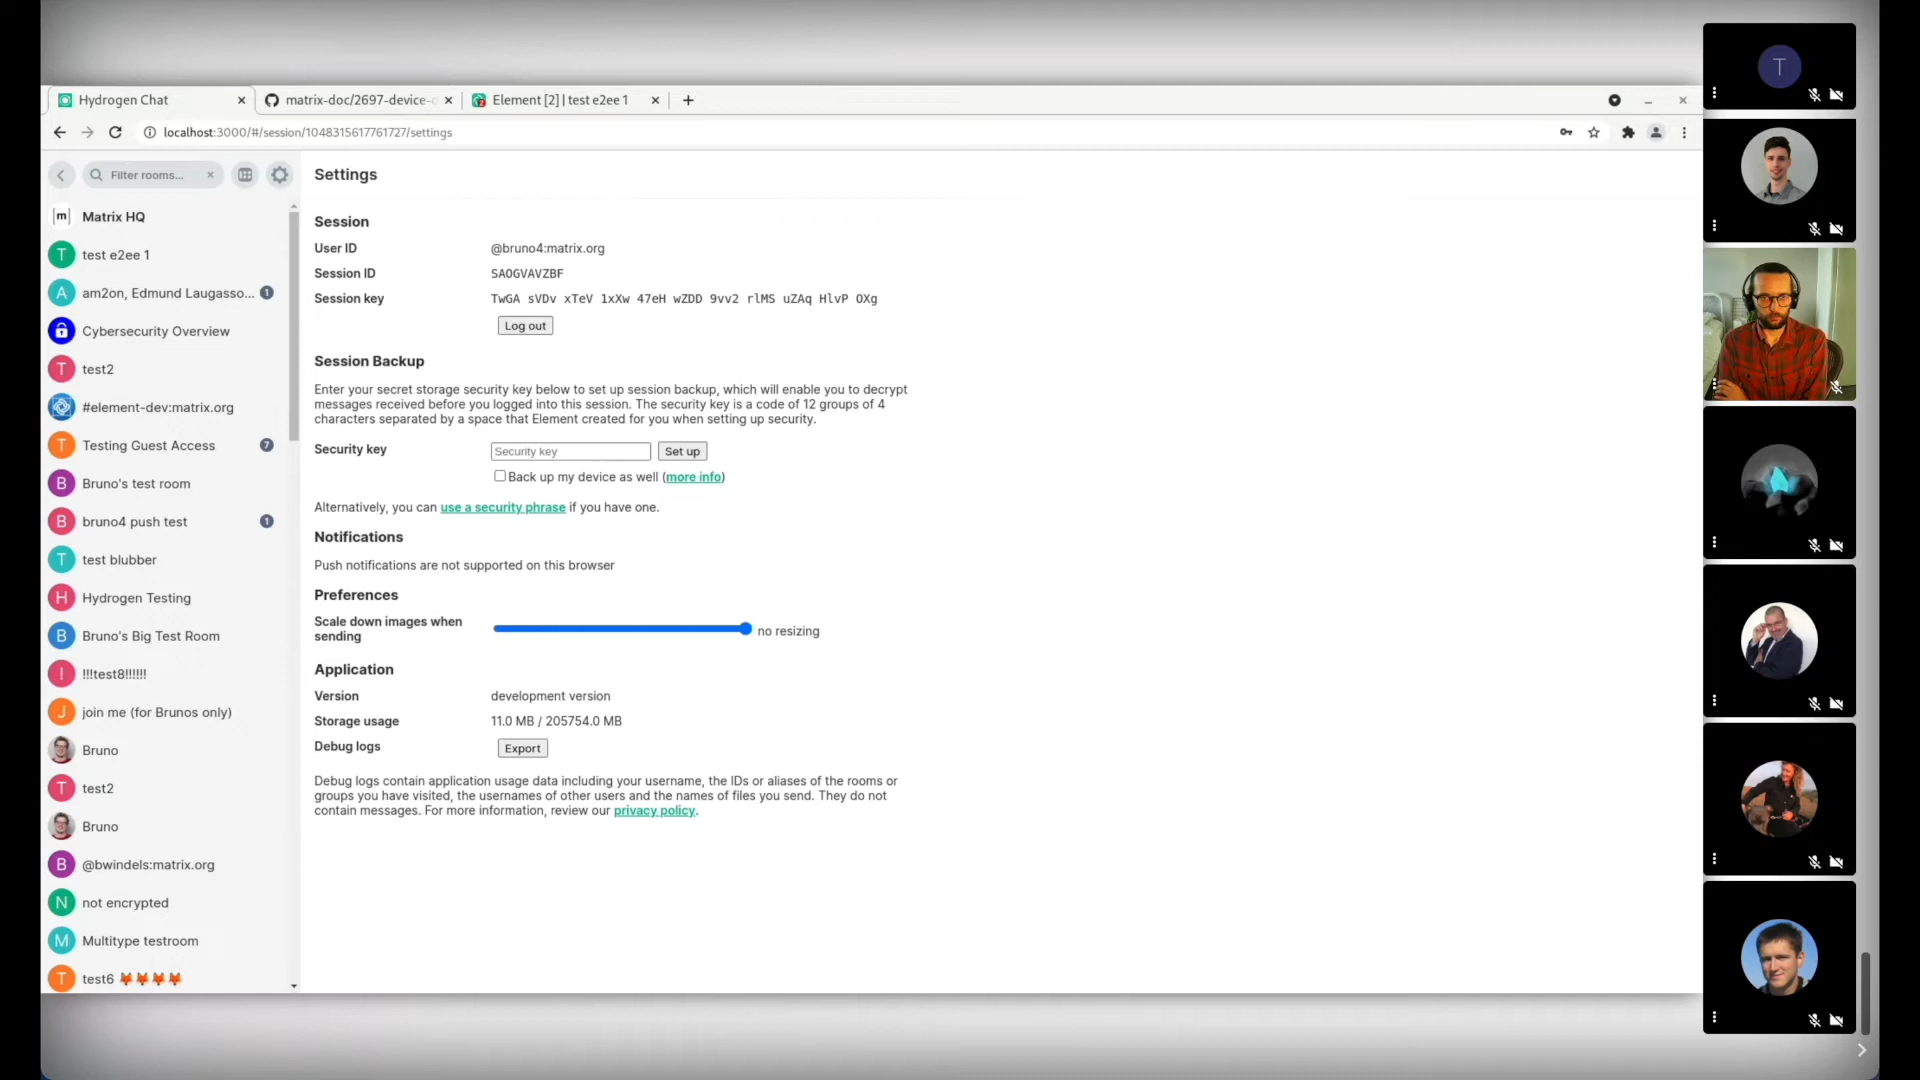 T
Hydrogen Chat
matrix-doc/2697-device-
Element [2] | test e2ee 1
localhost:3000/#/session/1048315617761727/settings
Filter rooms...
Settings
[m] Matrix HQ
T test e2ee 1
A am2on, Edmund Laugasso... 1
Cybersecurity Overview
T test2
#element-dev:matrix.org
T Testing Guest Access 7
B Bruno's test room
B bruno4 push test 1
T test blubber
H Hydrogen Testing
B Bruno's Big Test Room
! !!!test8!!!!!!
J join me (for Brunos only)
Bruno
T test2
Bruno
B @bwindels:matrix.org
N not encrypted
M Multitype testroom
T test6 🦊🦊🦊🦊
Session
User ID @bruno4:matrix.org
Session ID SAOGVAVZBF
Session key TwGA sVDv xTeV 1xXw 47eH wZDD 9vv2 rlMS uZAq HlvP OXg
Log out
Session Backup
Enter your secret storage security key below to set up session backup, which will enable you to decrypt
messages received before you logged into this session. The security key is a code of 12 groups of 4
characters separated by a space that Element created for you when setting up security.
Security key Security key Set up
Back up my device as well (more info)
Alternatively, you can use a security phrase if you have one.
Notifications
Push notifications are not supported on this browser
Preferences
Scale down images when
sending
no resizing
Application
Version development version
Storage usage 11.0 MB / 205754.0 MB
Debug logs Export
Debug logs contain application usage data including your username, the IDs or aliases of the rooms or
groups you have visited, the usernames of other users and the names of files you send. They do not
contain messages. For more information, review our privacy policy.